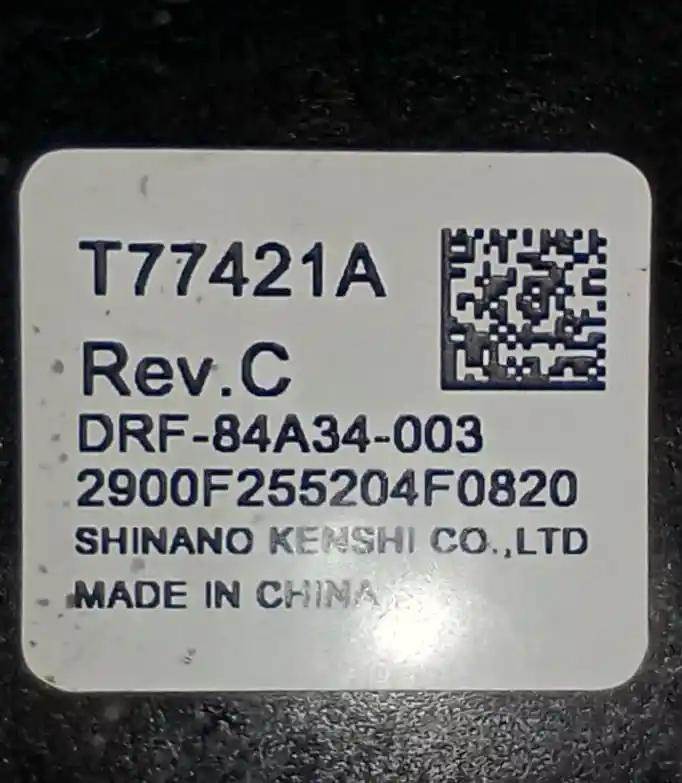 T77421A
Rev.C
DRF-84A34-003
2900F255204F0820
SHINANO KENSHI CO.,LTD
MADE IN CHINA